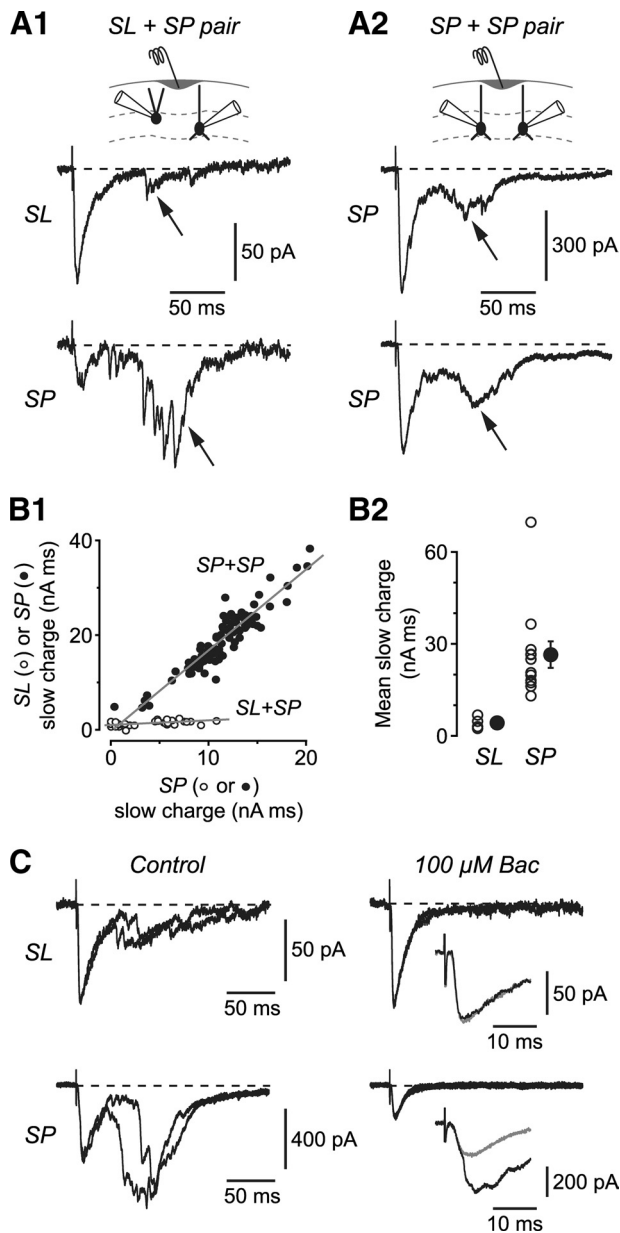 A1
SL + SP pair
A2
SP + SP pair
SL
50 pA
50 ms
SP
300 pA
50 ms
SP
SP
B1
SL (○) or SP (●)
slow charge (nA ms)
40
20
0
SP+SP
SL+SP
0
10
20
SP (○ or ●)
slow charge (nA ms)
B2
Mean slow charge
(nA ms)
60
30
0
SL
SP
C
Control
100 µM Bac
SL
50 pA
50 ms
50 pA
10 ms
SP
400 pA
50 ms
200 pA
10 ms